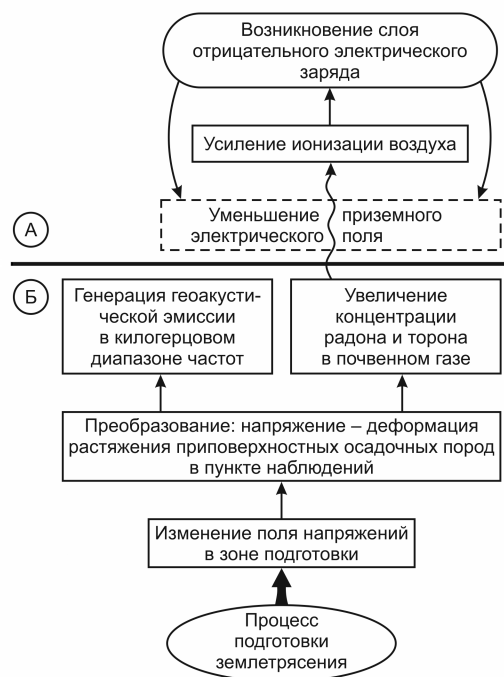 Возникновение слоя
отрицательного электрического
заряда
Усиление ионизации воздуха
Уменьшение приземного
электрического поля
А
Б
Генерация геоакусти-
ческой эмиссии
в килогерцовом
диапазоне частот
Увеличение
концентрации
радона и торона
в почвенном газе
Преобразование: напряжение – деформация
растяжения приповерхностных осадочных пород
в пункте наблюдений
Изменение поля напряжений
в зоне подготовки
Процесс
подготовки
землетрясения